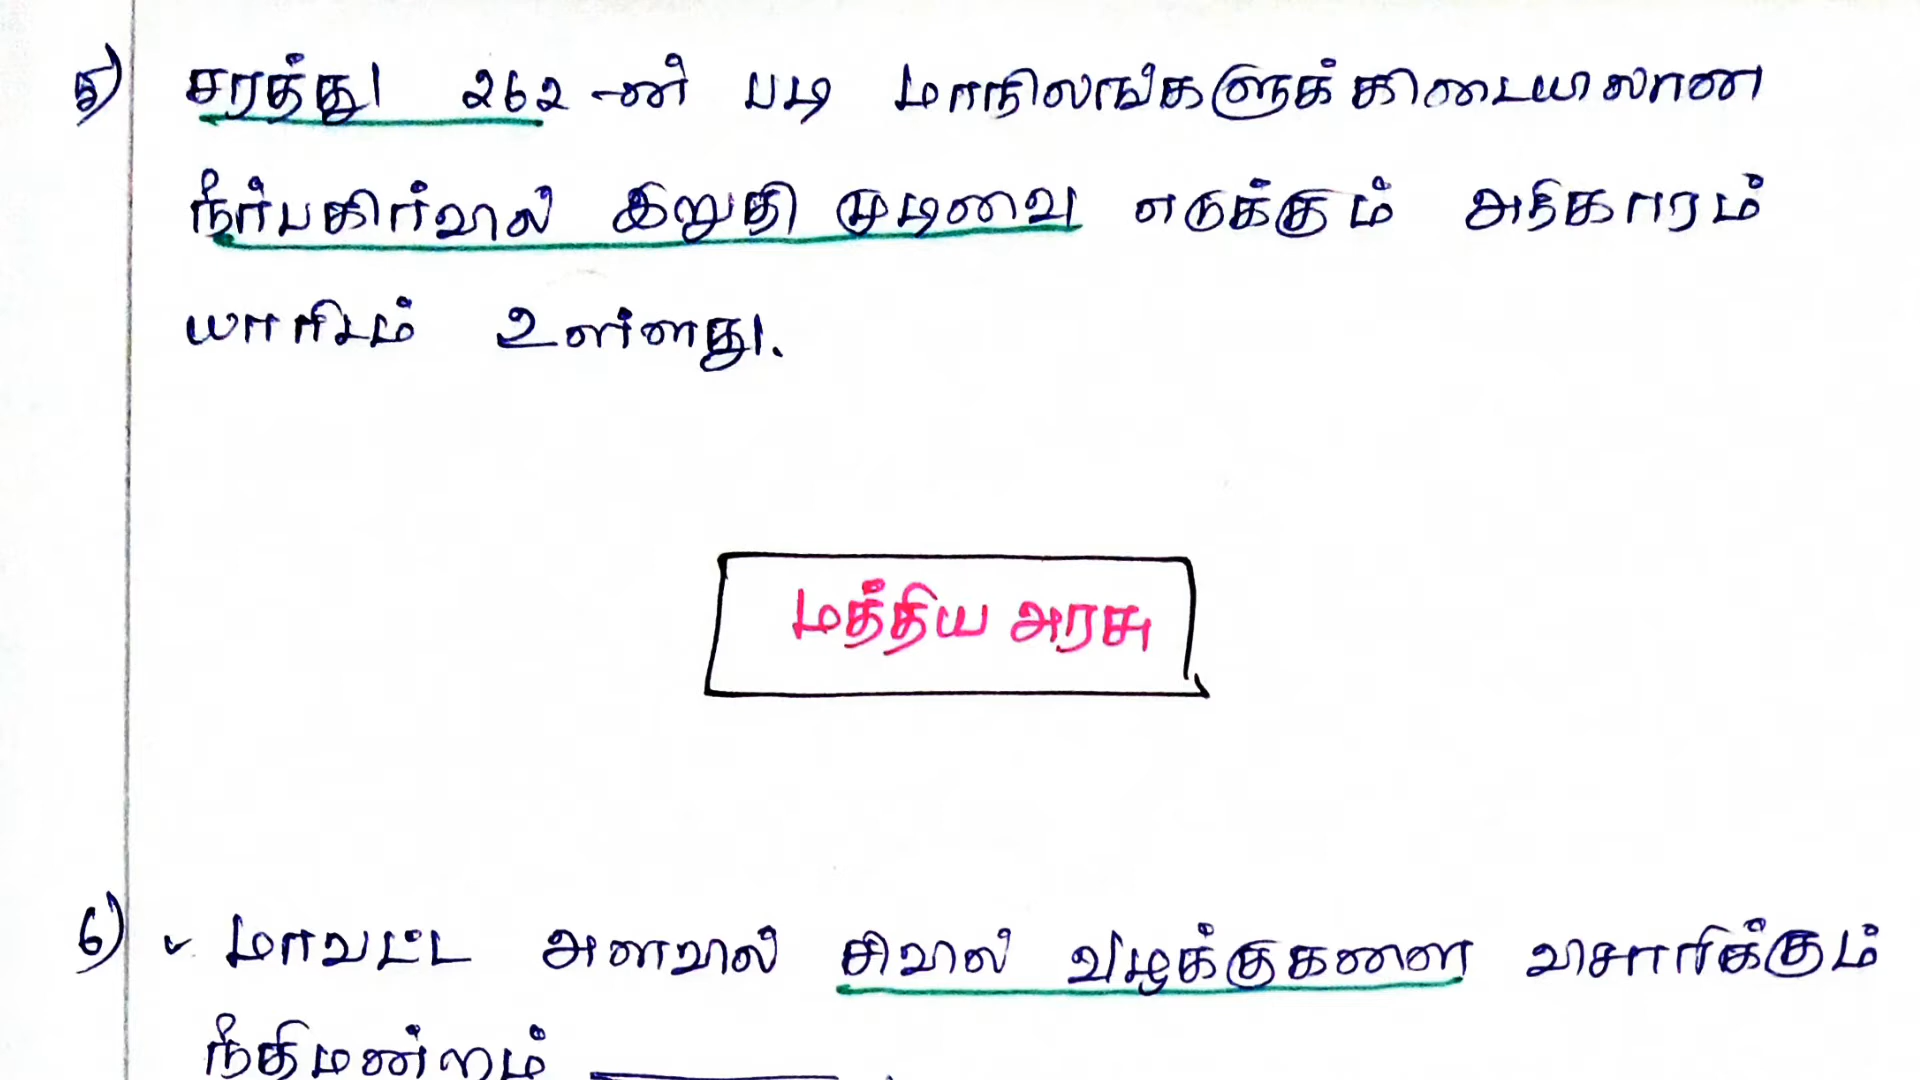 5) சரத்து 262-ன் படி மாநிலங்களுக்கிடையிலான
நீர்பகிர்வில் இறுதி முடிவை எடுக்கும் அதிகாரம்
யாரிடம் உள்ளது.
மத்திய அரசு
6) மாவட்ட அளவில் சிவில் வழக்குகளை விசாரிக்கும்
நீதிமன்றம்